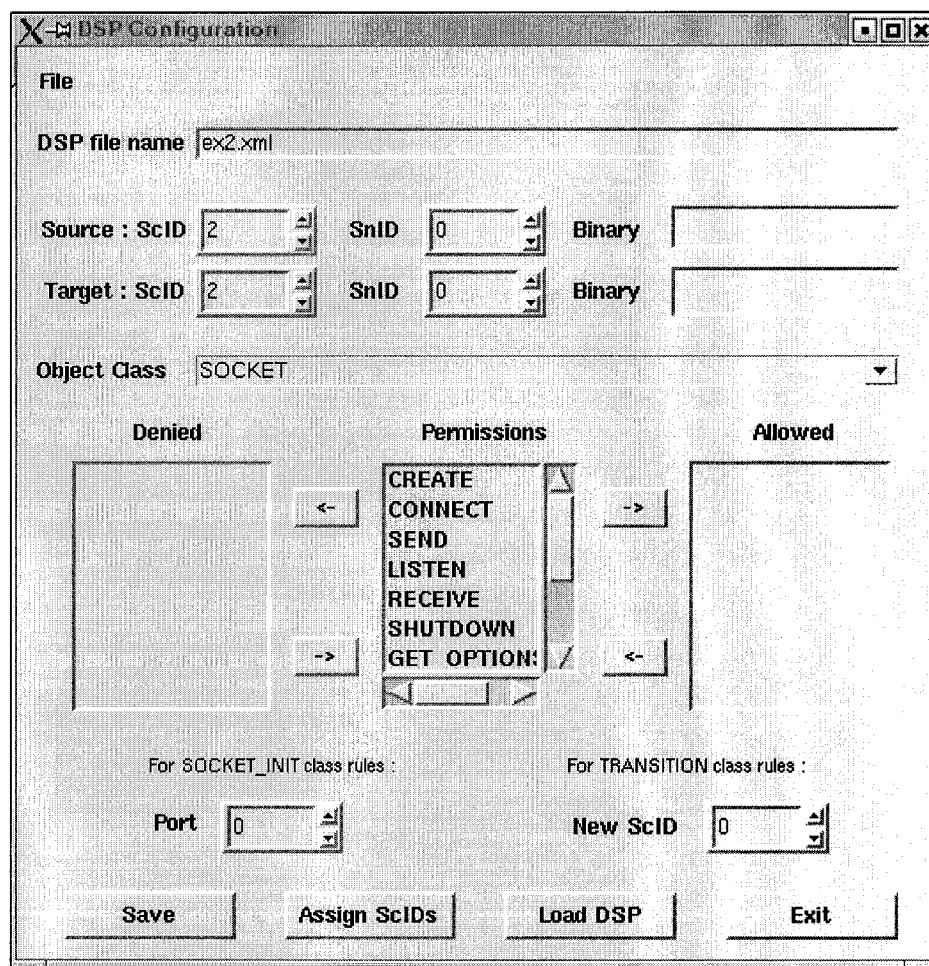 DSP Configuration
File
DSP file name ex2.xml
Source : ScID 2 SnID 0 Binary
Target : ScID 2 SnID 0 Binary
Object Class SOCKET
Denied Permissions Allowed
CREATE
<- CONNECT ->
SEND
LISTEN
RECEIVE
SHUTDOWN
-> GET OPTIONS <-
For SOCKET_INIT class rules : For TRANSITION class rules :
Port 0 New ScID 0
Save Assign ScIDs Load DSP Exit